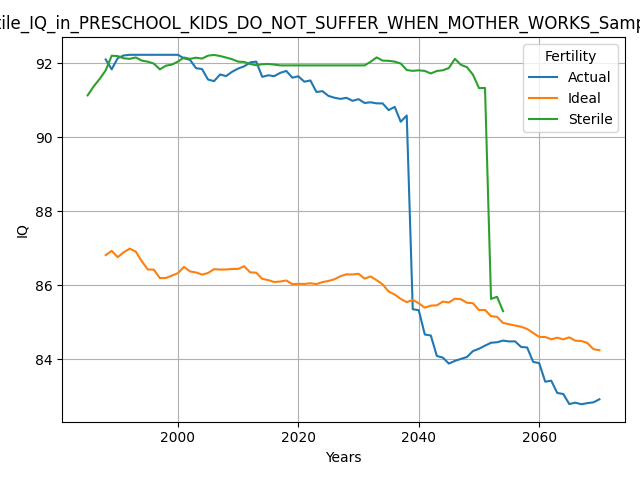 tile_IQ_in_PRESCHOOL_KIDS_DO_NOT_SUFFER_WHEN_MOTHER_WORKS_Samp
Fertility
Actual
Ideal
Sterile
92
90
88
86
84
IQ
2000
2020
2040
2060
Years